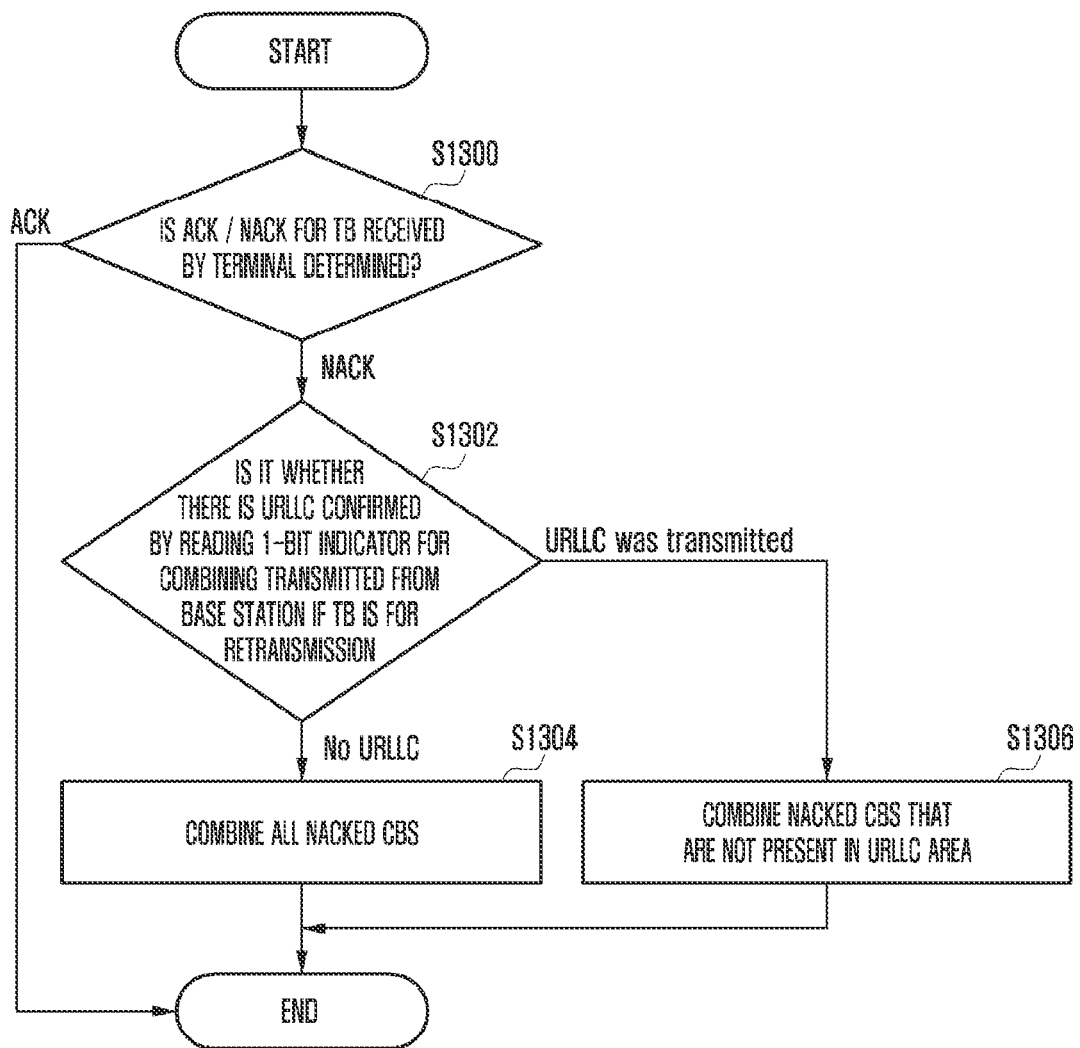 START
S1300
ACK
IS ACK / NACK FOR TB RECEIVED
BY TERMINAL DETERMINED?
NACK
S1302
IS IT WHETHER
THERE IS URLLC CONFIRMED
BY READING 1-BIT INDICATOR FOR
COMBINING TRANSMITTED FROM
BASE STATION IF TB IS FOR
RETRANSMISSION
URLLC was transmitted
No URLLC
S1304
S1306
COMBINE ALL NACKED CBS
COMBINE NACKED CBS THAT
ARE NOT PRESENT IN URLLC AREA
END